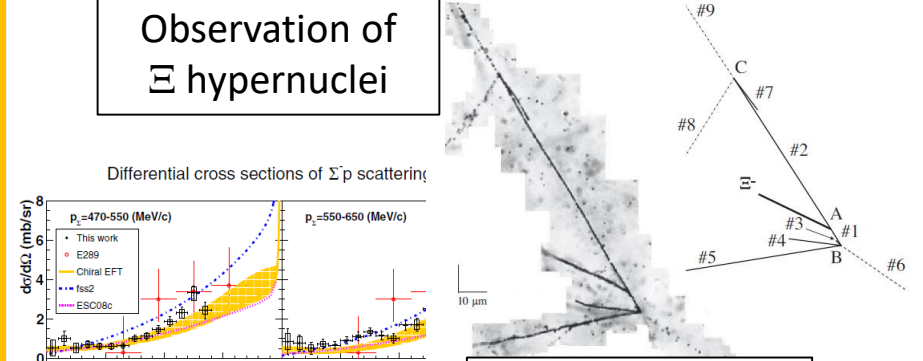 Observation of
Ξ hypernuclei
Differential cross sections of Σ⁻p scattering
dσ/dΩ (mb/sr)
8
6
4
2
p_Σ=470-550 (MeV/c)
This work
E289
Chiral EFT
fss2
ESC08c
p_Σ=550-650 (MeV/c)
10 μm
#9
C
#7
#8
#2
Ξ⁻
A
#3
#1
#4
B
#5
#6